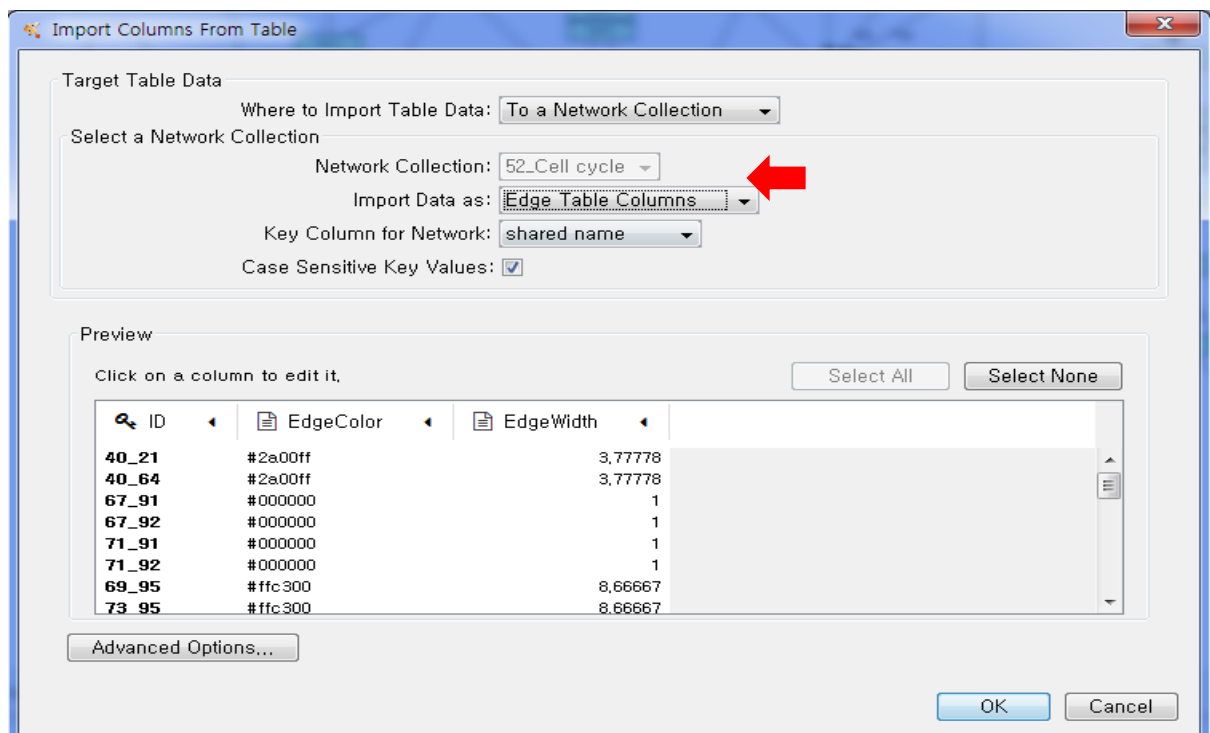 Import Columns From Table
Target Table Data
Where to Import Table Data: To a Network Collection
Select a Network Collection
Network Collection: 52_Cell cycle
Import Data as: Edge Table Columns
Key Column for Network: shared name
Case Sensitive Key Values:
Preview
Click on a column to edit it,
Select All Select None
ID EdgeColor EdgeWidth
40_21 #2a00ff 3,77778
40_64 #2a00ff 3,77778
67_91 #000000 1
67_92 #000000 1
71_91 #000000 1
71_92 #000000 1
69_95 #ffc300 8,66667
73_95 #ffc300 8,66667
Advanced Options,,,
OK Cancel